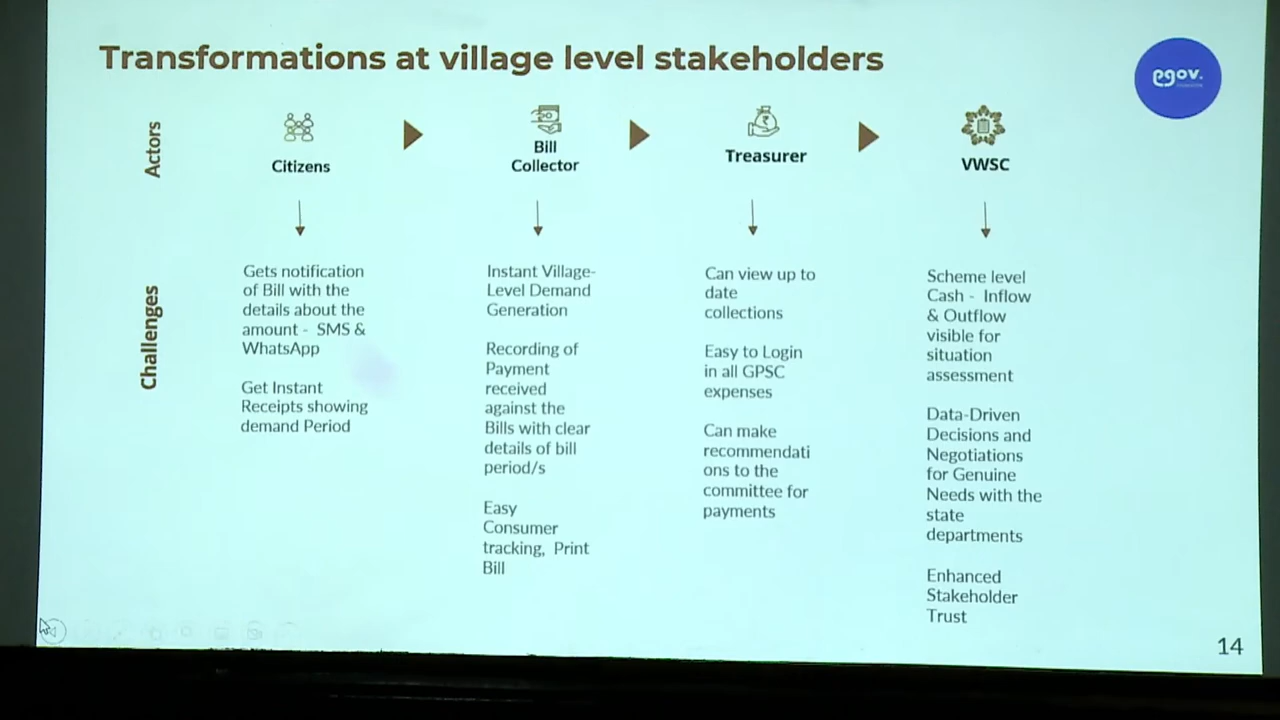 Transformations at village level stakeholders
egov.
Actors
Citizens
Bill
Collector
Treasurer
VWSC
Challenges
Gets notification
of Bill with the
details about the
amount - SMS &
WhatsApp
Get Instant
Receipts showing
demand Period
Instant Village-
Level Demand
Generation
Recording of
Payment
received
against the
Bills with clear
details of bill
period/s
Easy
Consumer
tracking, Print
Bill
Can view up to
date
collections
Easy to Login
in all GPSC
expenses
Can make
recommendati
ons to the
committee for
payments
Scheme level
Cash - Inflow
& Outflow
visible for
situation
assessment
Data-Driven
Decisions and
Negotiations
for Genuine
Needs with the
state
departments
Enhanced
Stakeholder
Trust
14